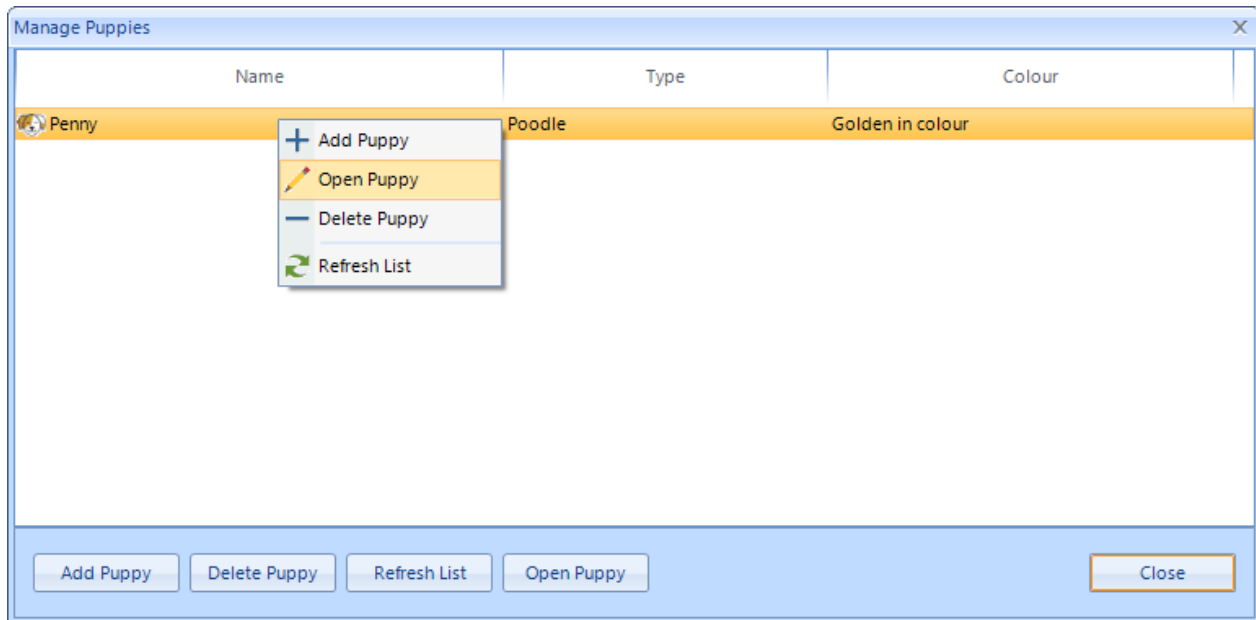 Manage Puppies
Name Type Colour
Penny Poodle Golden in colour
Add Puppy
Open Puppy
Delete Puppy
Refresh List
Add Puppy Delete Puppy Refresh List Open Puppy Close